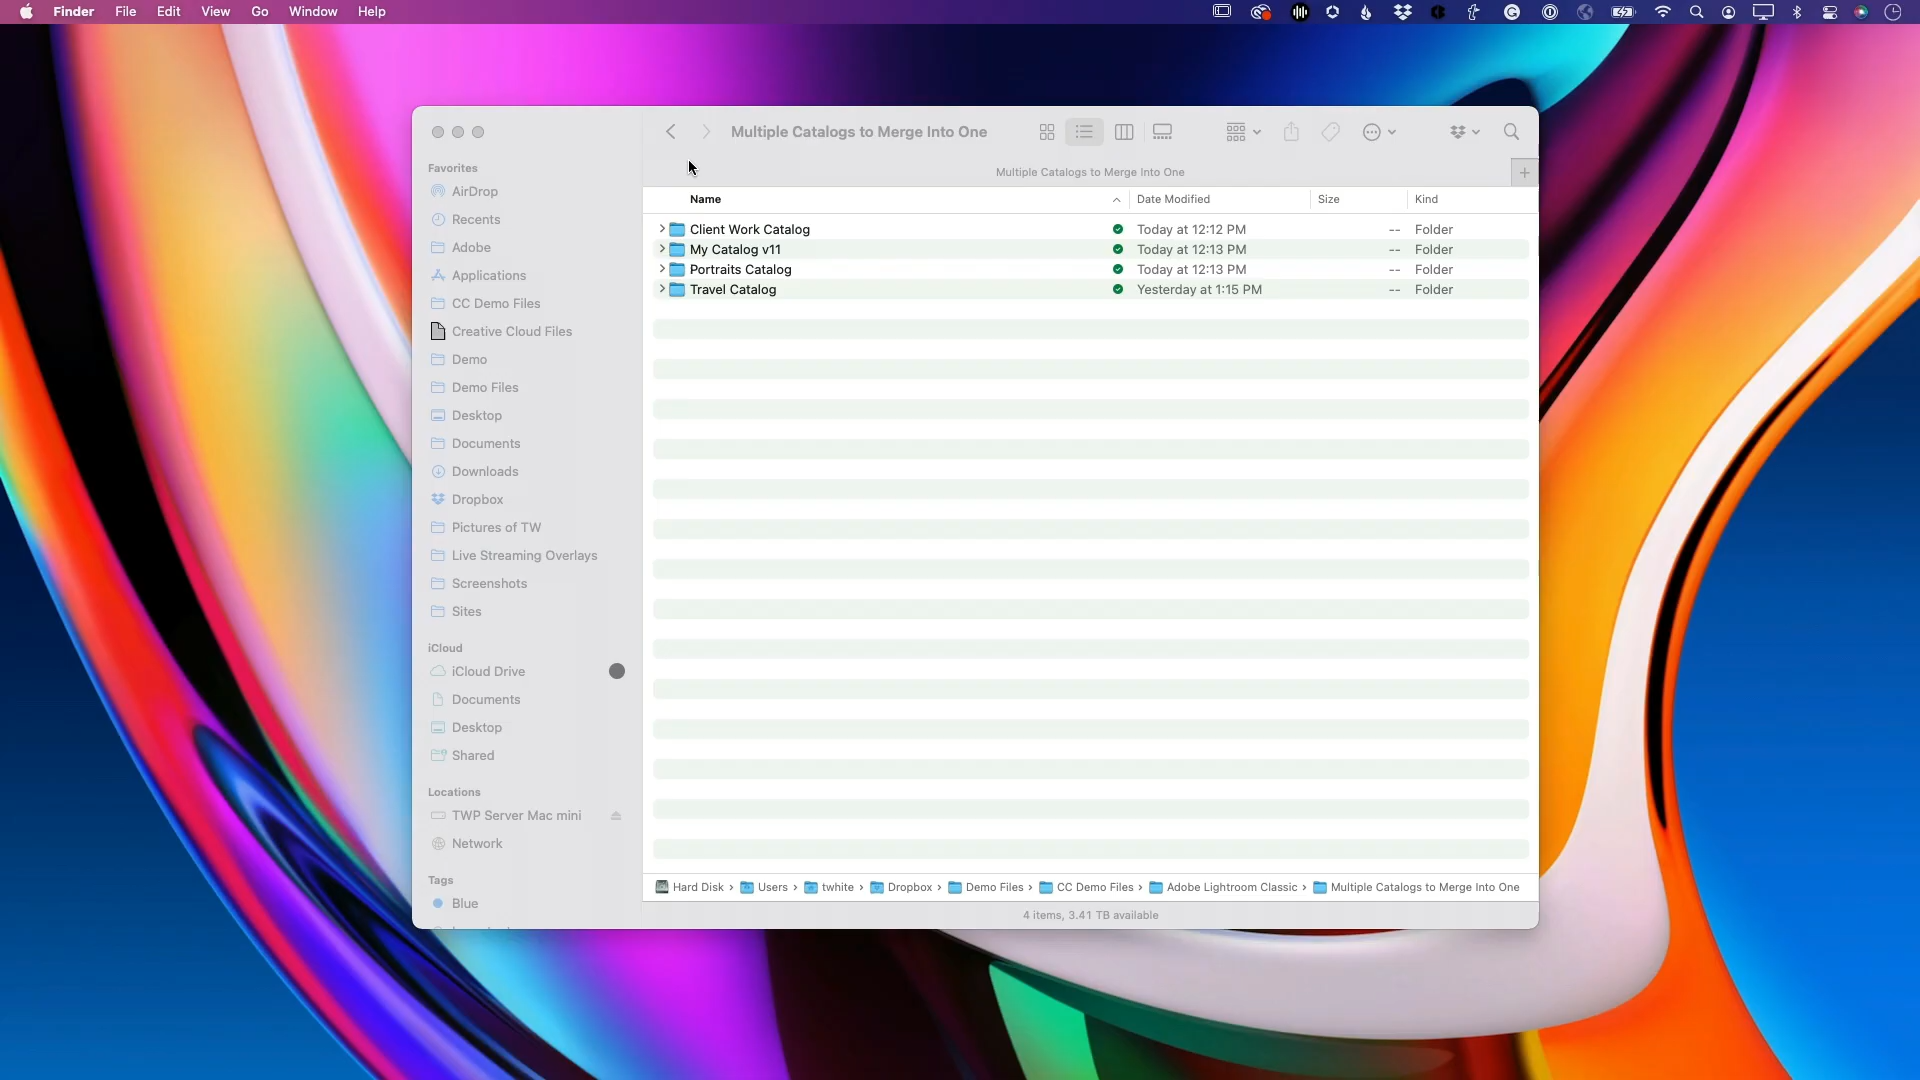 Finder File Edit View Go Window Help
Multiple Catalogs to Merge Into One
Multiple Catalogs to Merge Into One
Favorites
AirDrop
Recents
Adobe
Applications
CC Demo Files
Creative Cloud Files
Demo
Demo Files
Desktop
Documents
Downloads
Dropbox
Pictures of TW
Live Streaming Overlays
Screenshots
Sites
iCloud
iCloud Drive
Documents
Desktop
Shared
Locations
TWP Server Mac mini
Network
Tags
Blue
Name Date Modified Size Kind
Client Work Catalog Today at 12:12 PM -- Folder
My Catalog v11 Today at 12:13 PM -- Folder
Portraits Catalog Today at 12:13 PM -- Folder
Travel Catalog Yesterday at 1:15 PM -- Folder
Hard Disk › Users › twhite › Dropbox › Demo Files › CC Demo Files › Adobe Lightroom Classic › Multiple Catalogs to Merge Into One
4 items, 3.41 TB available